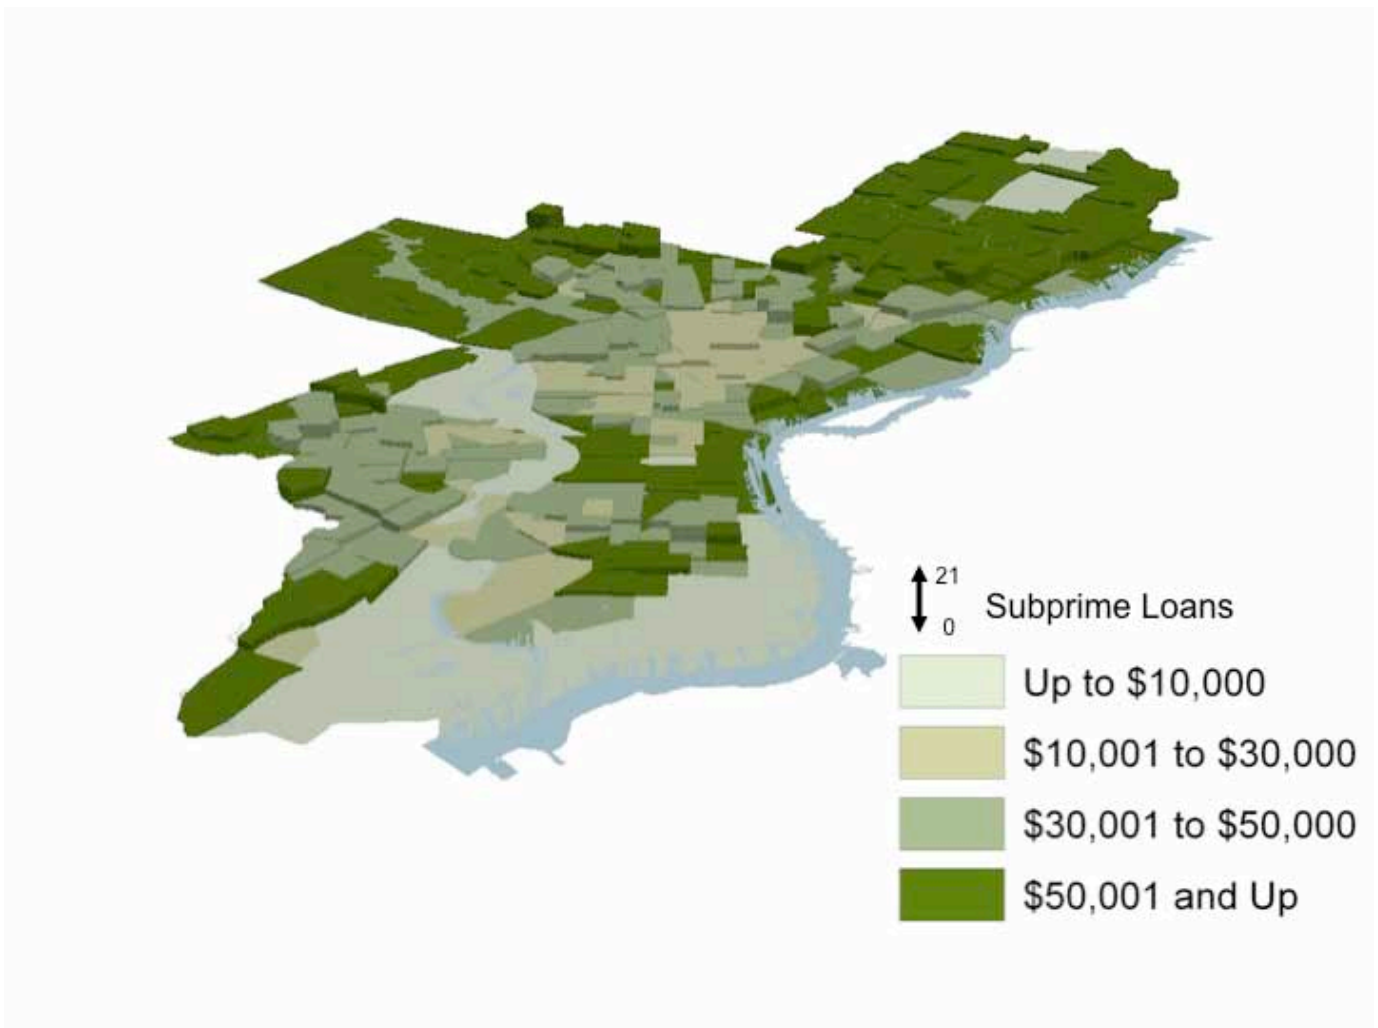 21
Subprime Loans
0
Up to $10,000
$10,001 to $30,000
$30,001 to $50,000
$50,001 and Up